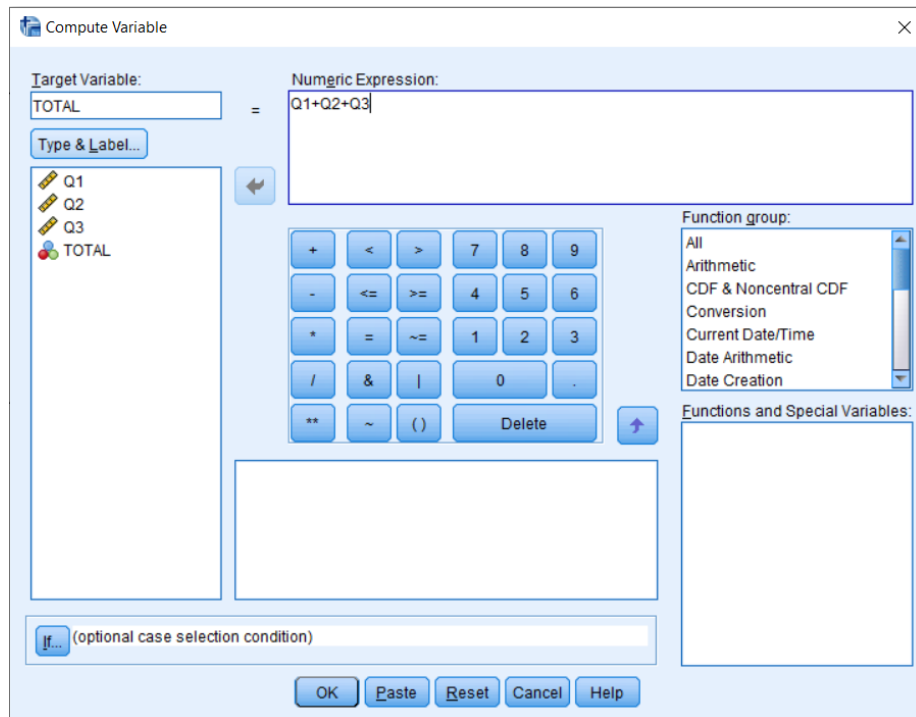 Compute Variable
Target Variable:
TOTAL
=
Numeric Expression:
Q1+Q2+Q3
Type & Label...
Q1
Q2
Q3
TOTAL
+ < > 7 8 9
- <= >= 4 5 6
* = ~= 1 2 3
/ & | 0 .
** ~ () Delete
Function group:
All
Arithmetic
CDF & Noncentral CDF
Conversion
Current Date/Time
Date Arithmetic
Date Creation
Functions and Special Variables:
If... (optional case selection condition)
OK Paste Reset Cancel Help